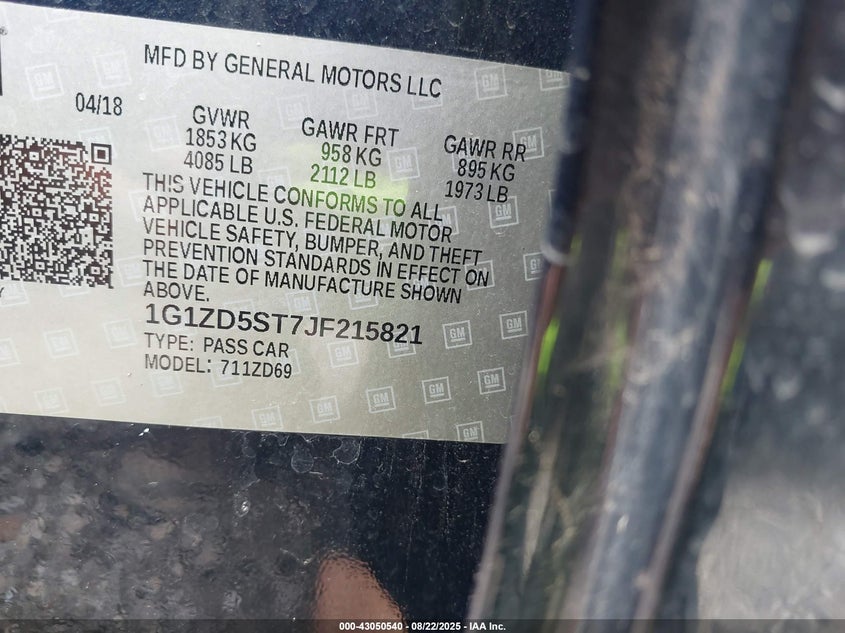 MFD BY GENERAL MOTORS LLC
04/18
GVWR
1853 KG
4085 LB
GAWR FRT
958 KG
2112 LB
GAWR RR
895 KG
1973 LB
THIS VEHICLE CONFORMS TO ALL
APPLICABLE U.S. FEDERAL MOTOR
VEHICLE SAFETY, BUMPER, AND THEFT
PREVENTION STANDARDS IN EFFECT ON
THE DATE OF MANUFACTURE SHOWN
ABOVE.
1G1ZD5ST7JF215821
TYPE: PASS CAR
MODEL: 711ZD69
GM
000-43050540 - 08/22/2025 - IAA Inc.